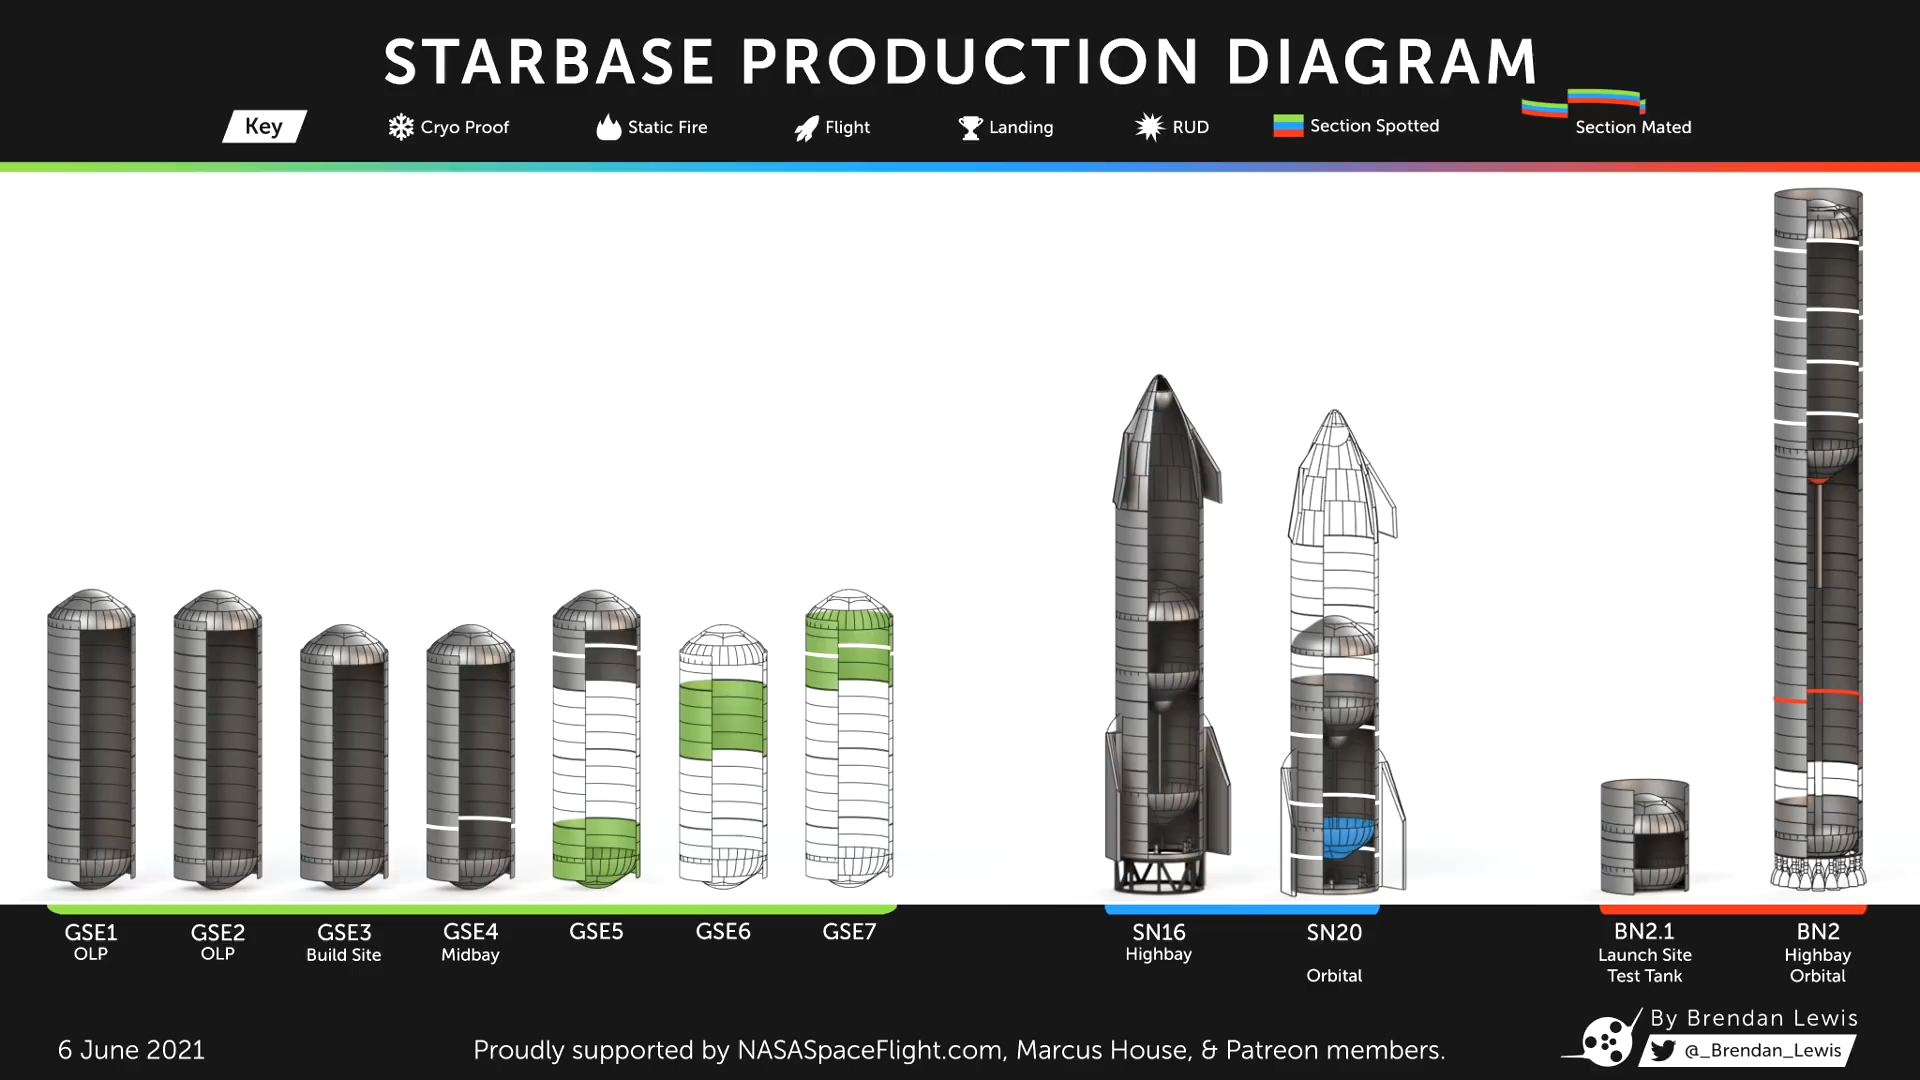 STARBASE PRODUCTION DIAGRAM
Key
Cryo Proof
Static Fire
Flight
Landing
RUD
Section Spotted
Section Mated
GSE1
OLP
GSE2
OLP
GSE3
Build Site
GSE4
Midbay
GSE5
GSE6
GSE7
SN16
Highbay
SN20
Orbital
BN2.1
Launch Site
Test Tank
BN2
Highbay
Orbital
6 June 2021
Proudly supported by NASASpaceFlight.com, Marcus House, & Patreon members.
By Brendan Lewis
@_Brendan_Lewis